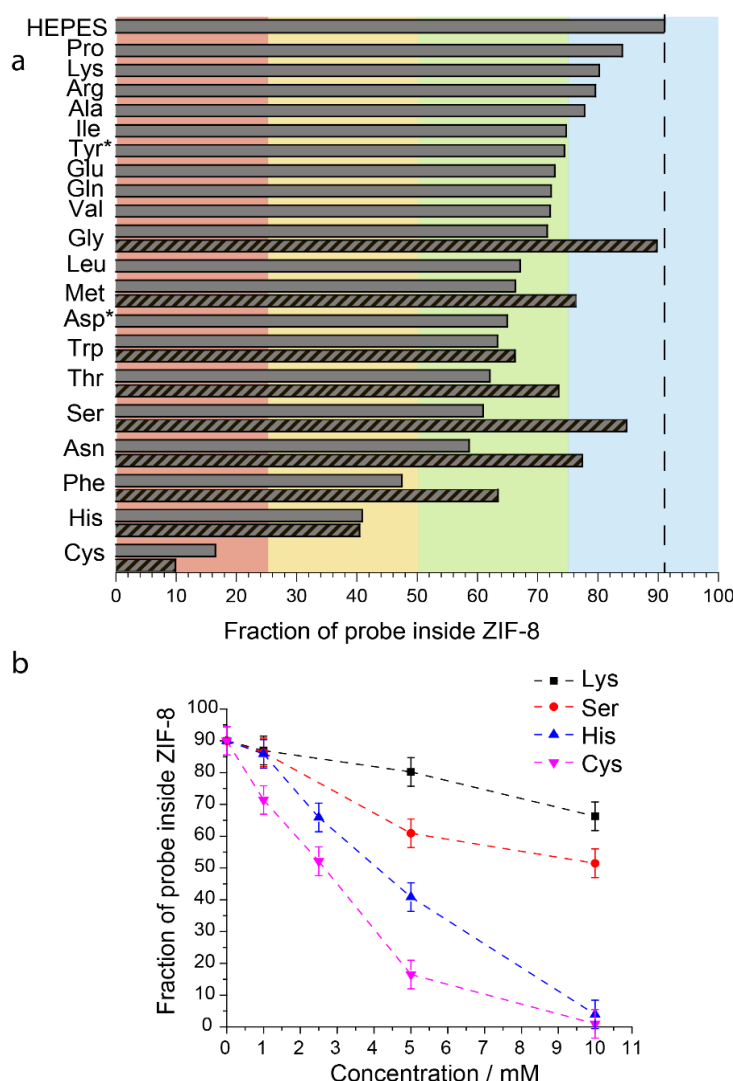 a
HEPES
Pro
Lys
Arg
Ala
Ile
Tyr*
Glu
Gln
Val
Gly
Leu
Met
Asp*
Trp
Thr
Ser
Asn
Phe
His
Cys
0 10 20 30 40 50 60 70 80 90 100
Fraction of probe inside ZIF-8
b
Lys
Ser
His
Cys
Fraction of probe inside ZIF-8
100
90
80
70
60
50
40
30
20
10
0
0 1 2 3 4 5 6 7 8 9 10 11
Concentration / mM